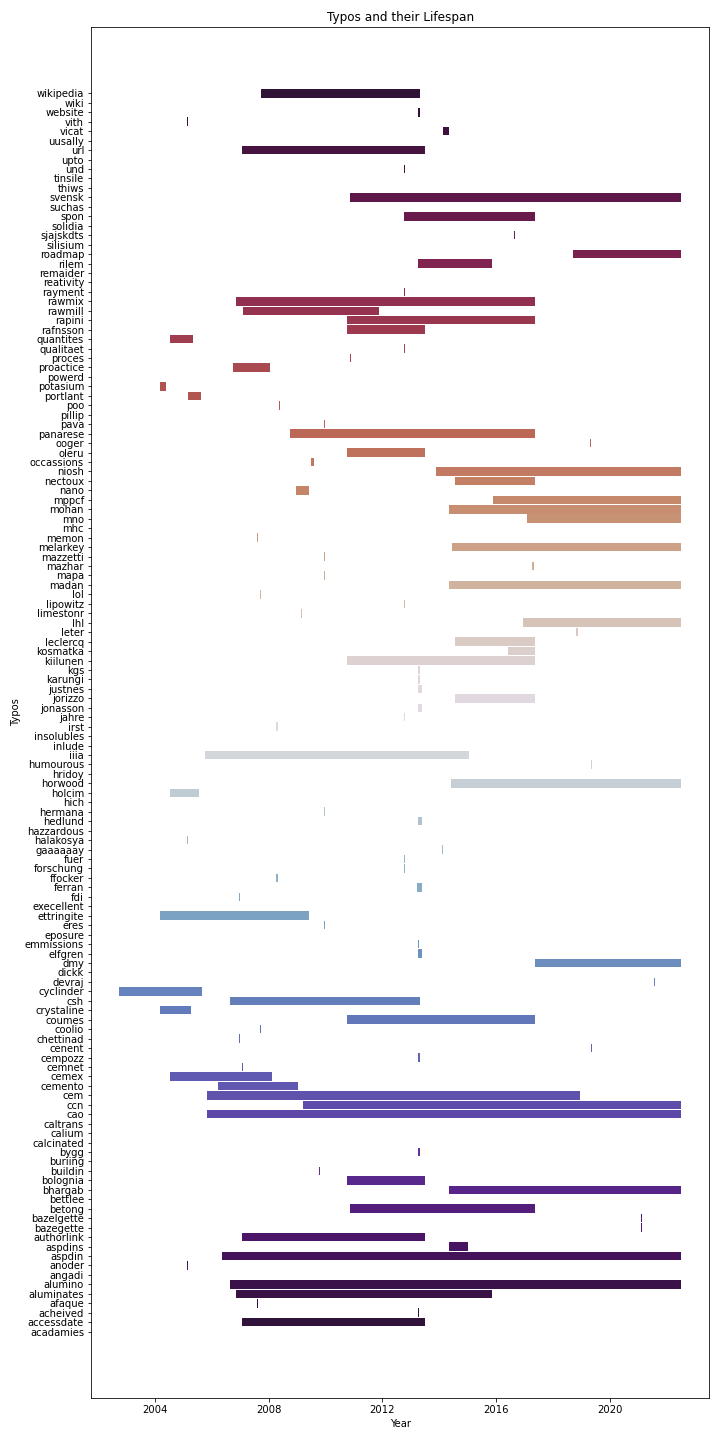 Typos and their Lifespan
wikipedia
wiki
website
vith
vicat
uusally
url
upto
und
tinsile
thiws
svensk
suchas
spon
solidia
sjajskdts
silisium
roadmap
rilem
remaider
reativity
rayment
rawmix
rawmill
rapini
rafnsson
quantites
qualitaet
proces
proactice
powerd
potasium
portlant
poo
pillip
pava
panarese
ooger
oleru
occassions
niosh
nectoux
nano
mppcf
mohan
mno
mhc
memon
melarkey
mazzetti
mazhar
mapa
madan
lol
lipowitz
limestonr
lhl
leter
leclercq
kosmatka
kiilunen
kgs
karungi
justnes
jorizzo
jonasson
jahre
irst
insolubles
inlude
iiia
humourous
hridoy
horwood
holcim
hich
hermana
hedlund
hazzardous
halakosya
gaaaaaay
fuer
forschung
ffocker
ferran
fdi
execellent
ettringite
eres
eposure
emmissions
elfgren
dmy
dickk
devraj
cyclinder
csh
crystaline
coumes
coolio
chettinad
cenent
cempozz
cemnet
cemex
cemento
cem
ccn
cao
caltrans
calium
calcinated
bygg
buriing
buildin
bolognia
bhargab
bettlee
betong
bazelgette
bazegette
authorlink
aspdins
aspdin
anoder
angadi
alumino
aluminates
afaque
acheived
accessdate
acadamies
Typos
2004 2008 2012 2016 2020
Year